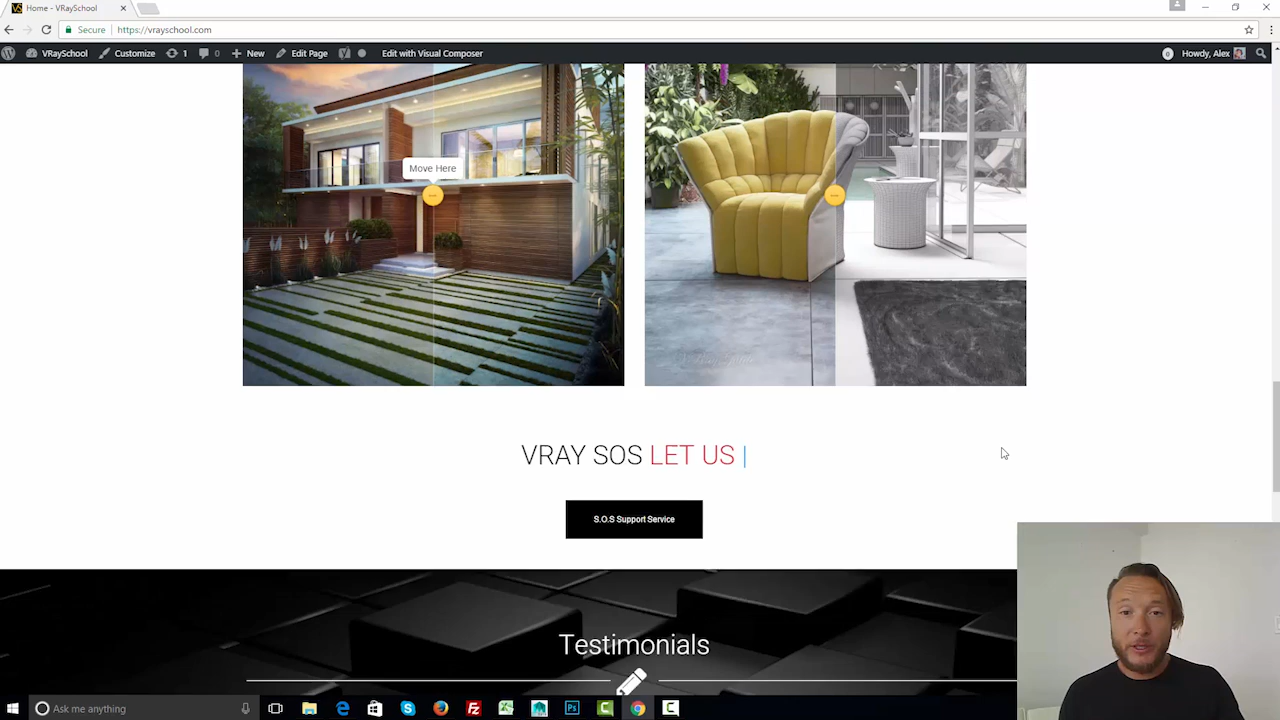 Home - VRaySchool
Secure https://vrayschool.com
VRaySchool Customize 1 0 New Edit Page Edit with Visual Composer Howdy, Alex
Move Here
VRAY SOS LET US
S.O.S Support Service
Testimonials
Ask me anything